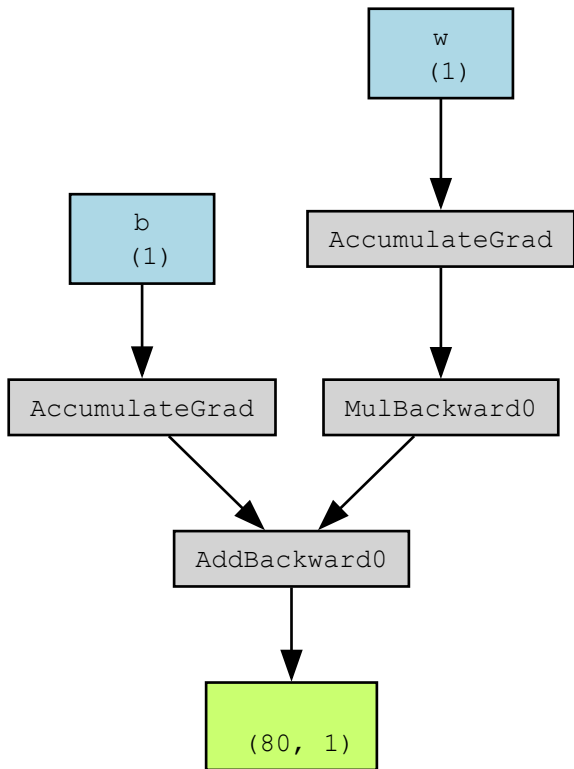 w
(1)
AccumulateGrad
b
(1)
AccumulateGrad
MulBackward0
AddBackward0
(80, 1)